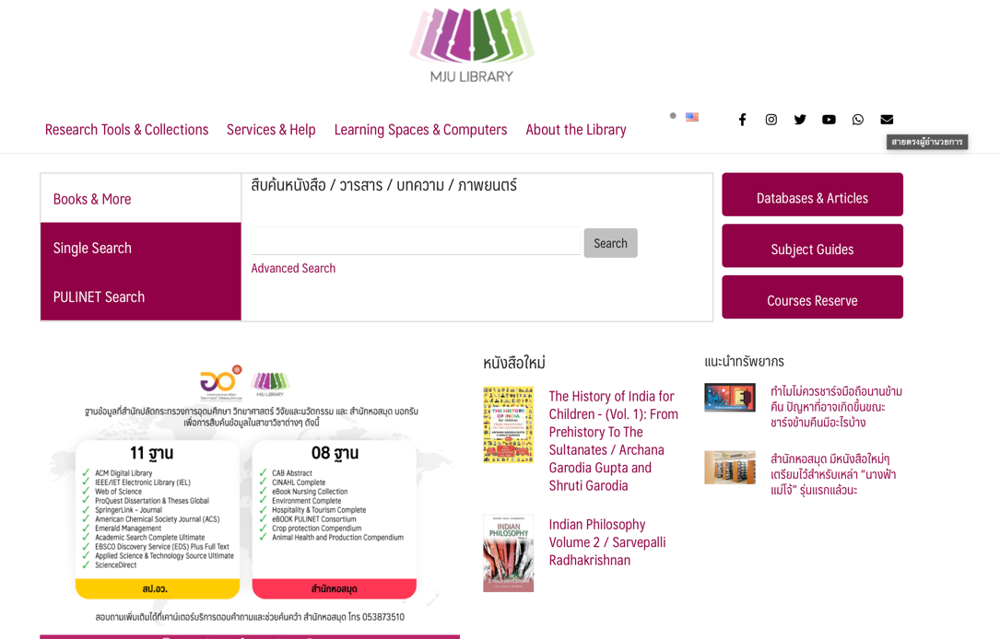 MJU LIBRARY
Research Tools & Collections
Services & Help
Learning Spaces & Computers
About the Library
สายตรงผู้อำนวยการ
Books & More
Single Search
PULINET Search
สืบค้นหนังสือ / วารสาร / บทความ / ภาพยนตร์
Search
Advanced Search
Databases & Articles
Subject Guides
Courses Reserve
MJU LIBRARY
ฐานข้อมูลที่สำนักปลัดกระทรวงการอุดมศึกษา วิทยาศาสตร์ วิจัยและนวัตกรรม และ สำนักหอสมุด บอกรับ
เพื่อการสืบค้นข้อมูลในสาขาวิชาต่างๆ ดังนี้
11 ฐาน
ACM Digital Library
IEEE/IET Electronic Library (IEL)
Web of Science
ProQuest Dissertation & Theses Global
SpringerLink – Journal
American Chemical Society Journal (ACS)
Emerald Management
Academic Search Complete Ultimate
EBSCO Discovery Service (EDS) Plus Full Text
Applied Science & Technology Source Ultimate
ScienceDirect
สป.อว.
08 ฐาน
CAB Abstract
CINAHL Complete
eBook Nursing Collection
Environment Complete
Hospitality & Tourism Complete
eBOOK PULINET Consortium
Crop protection Compendium
Animal Health and Production Compendium
สำนักหอสมุด
สอบถามเพิ่มเติมได้ที่เคาน์เตอร์บริการตอบคำถามและช่วยค้นคว้า สำนักหอสมุด โทร 053873510
หนังสือใหม่
THE HISTORY
OF INDIA
The History of India for
Children - (Vol. 1): From
Prehistory To The
Sultanates / Archana
Garodia Gupta and
Shruti Garodia
INDIAN
PHILOSOPHY
Indian Philosophy
Volume 2 / Sarvepalli
Radhakrishnan
แนะนำทรัพยากร
ทำไมไม่ควรชาร์จมือถือนานข้าม
คืน ปัญหาที่อาจเกิดขึ้นขณะ
ชาร์จข้ามคืนมีอะไรบ้าง
สำนักหอสมุด มีหนังสือใหม่ๆ
เตรียมไว้สำหรับเหล่า “นางฟ้า
แม่โจ้” รุ่นแรกแล้วนะ